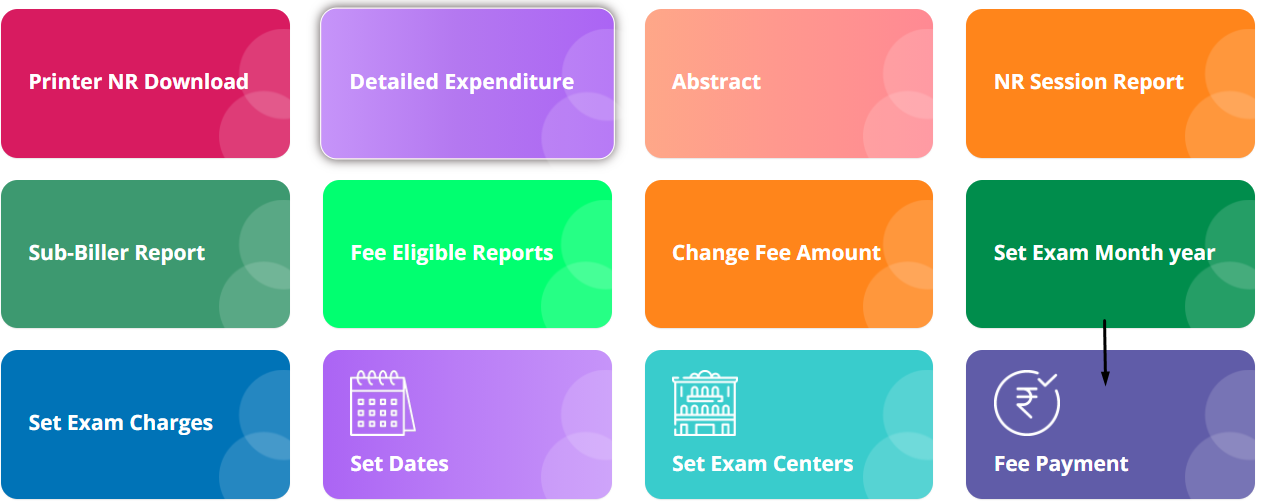 Printer NR Download
Detailed Expenditure
Abstract
NR Session Report
Sub-Biller Report
Fee Eligible Reports
Change Fee Amount
Set Exam Month year
Set Exam Charges
Set Dates
Set Exam Centers
₹
Fee Payment